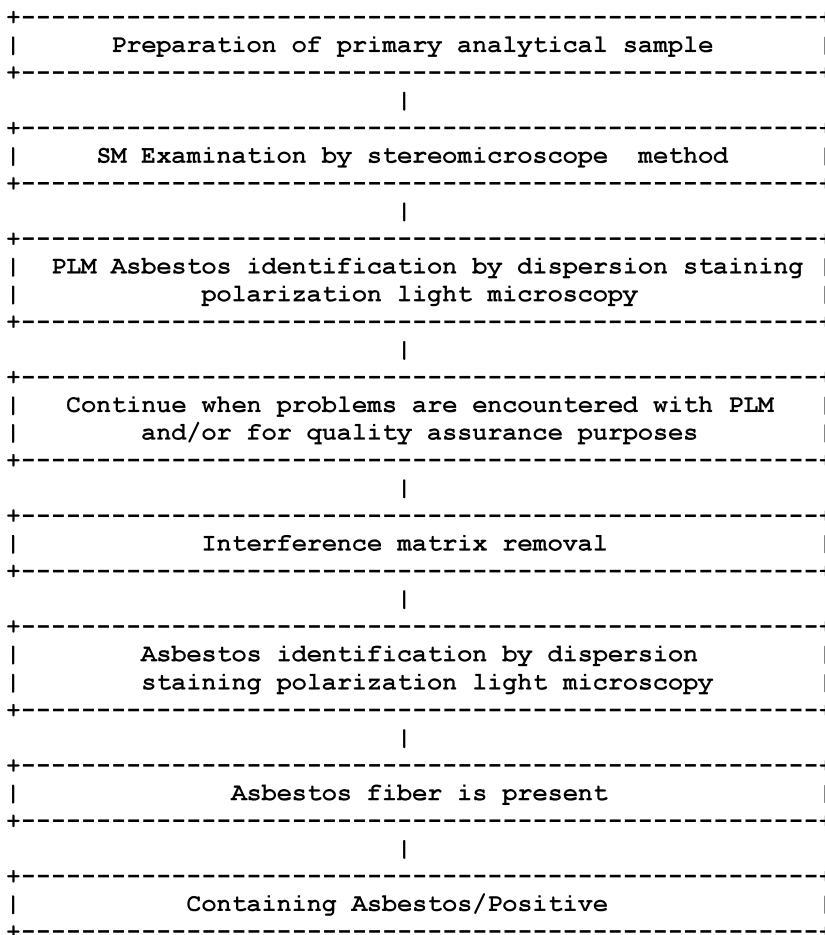 Preparation of primary analytical sample
SM Examination by stereomicroscope method
PLM Asbestos identification by dispersion staining
polarization light microscopy
Continue when problems are encountered with PLM
and/or for quality assurance purposes
Interference matrix removal
Asbestos identification by dispersion
staining polarization light microscopy
Asbestos fiber is present
Containing Asbestos/Positive